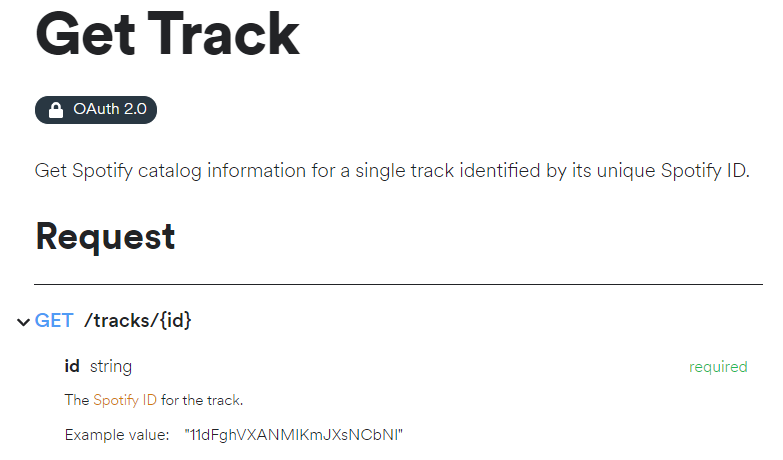 Get Track
OAuth 2.0
Get Spotify catalog information for a single track identified by its unique Spotify ID.
Request
GET /tracks/{id}
id string required
The Spotify ID for the track.
Example value: "11dFghVXANMlKmJXsNCbNl"